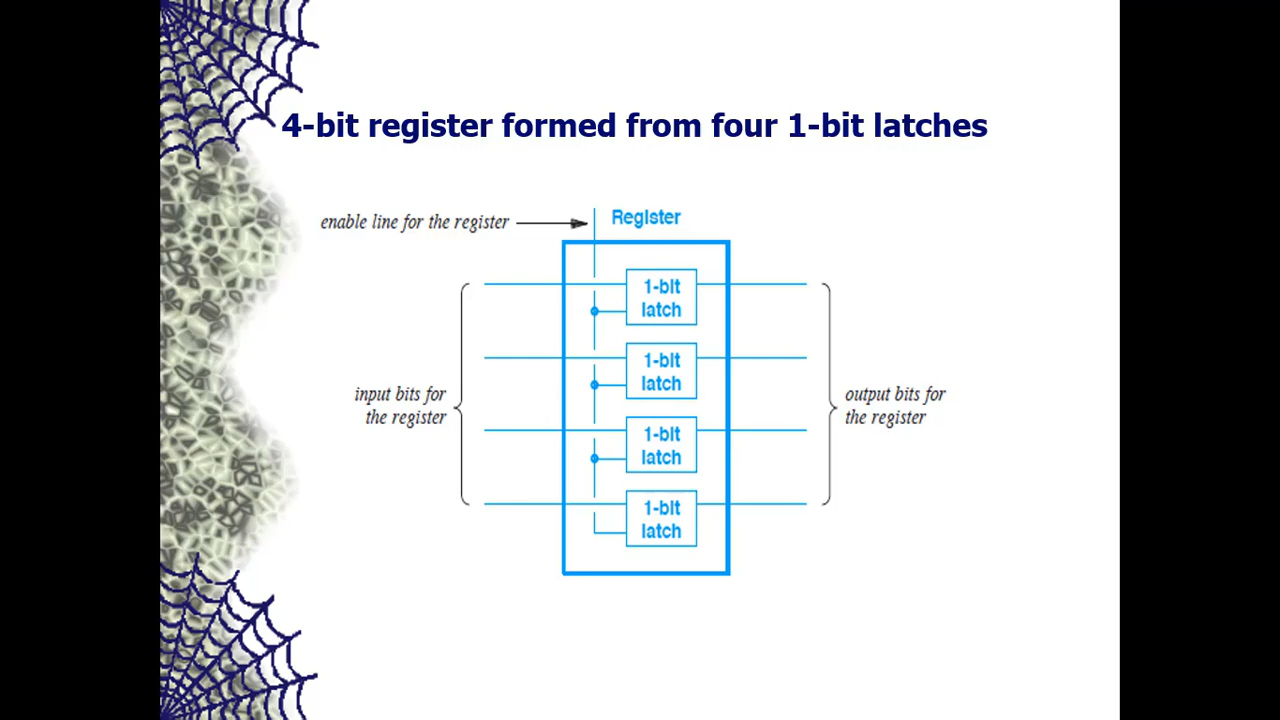 4-bit register formed from four 1-bit latches
enable line for the register
Register
1-bit
latch
1-bit
latch
input bits for
the register
output bits for
the register
1-bit
latch
1-bit
latch